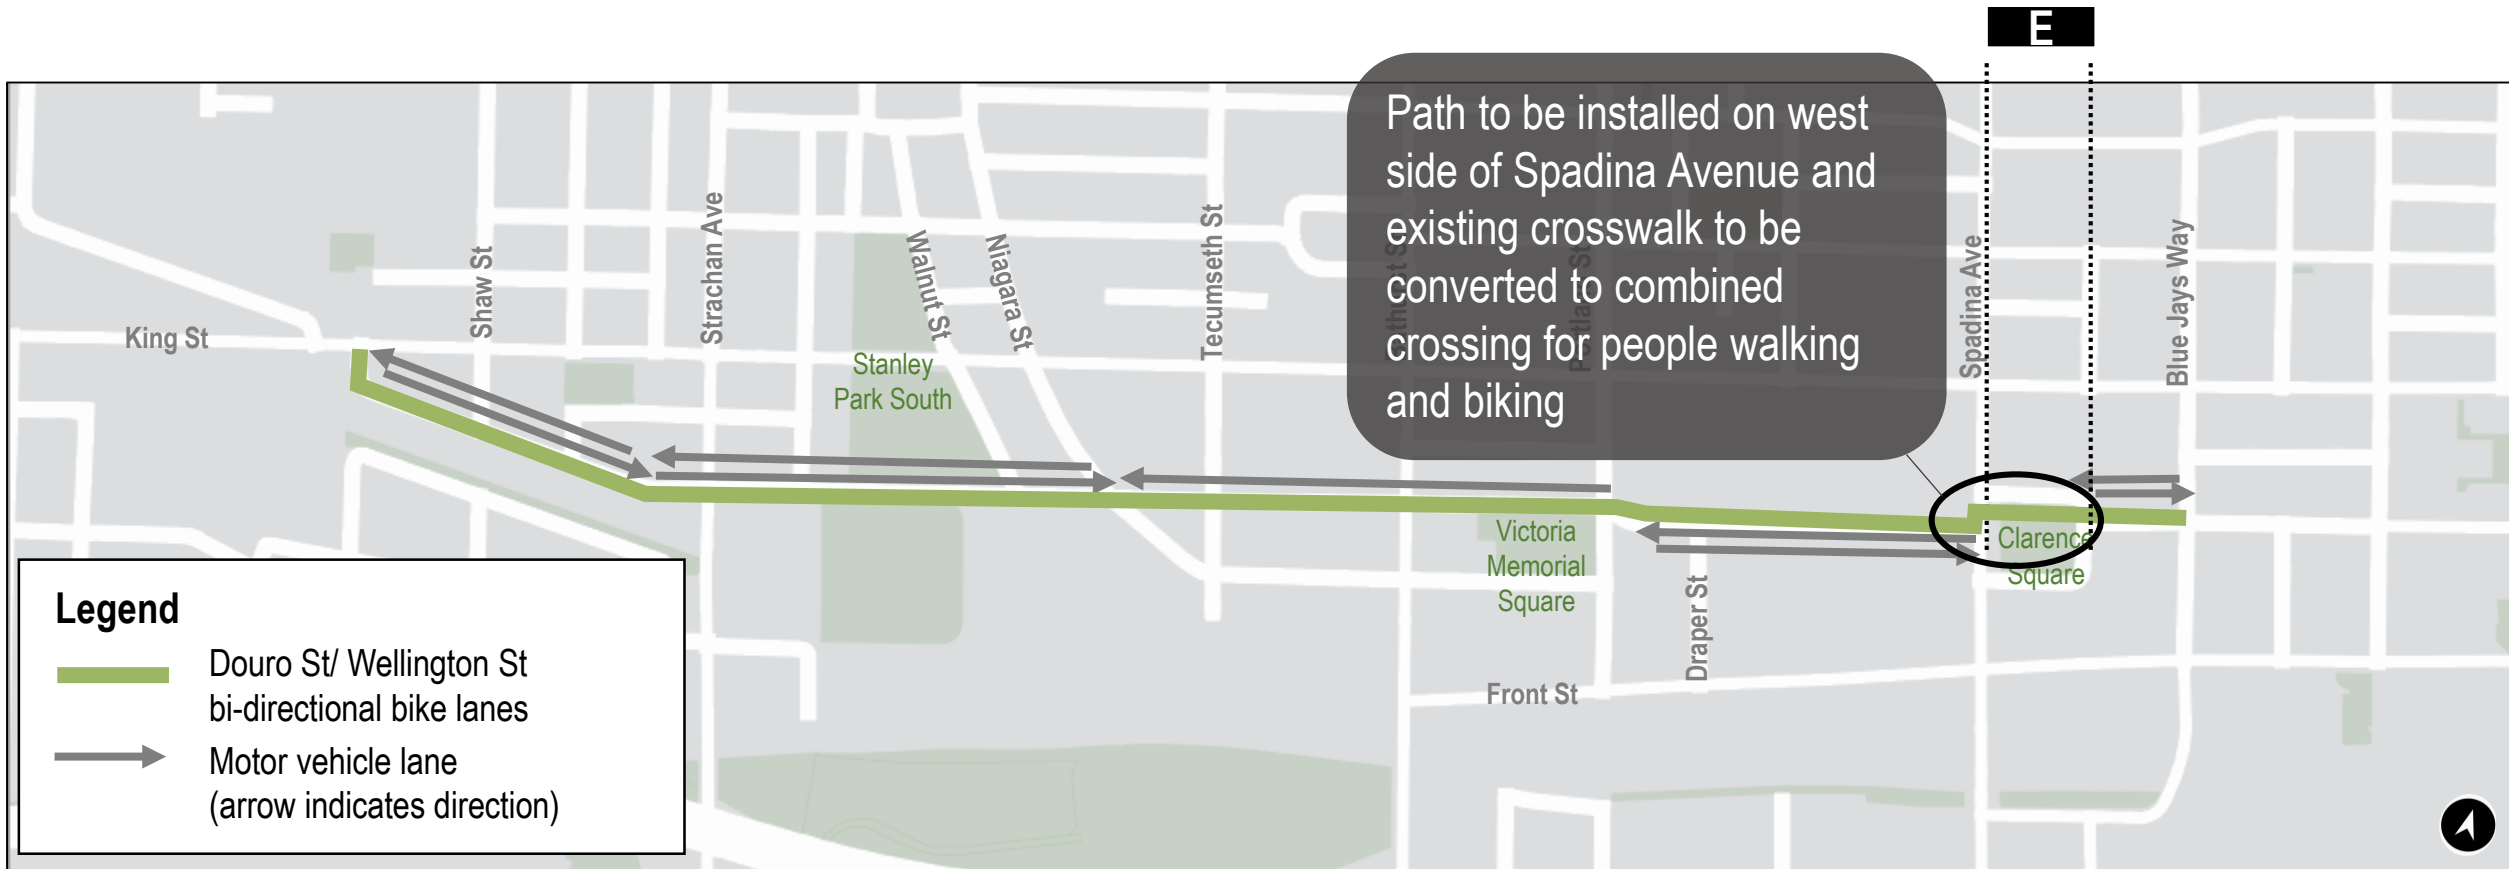 E
Path to be installed on west
side of Spadina Avenue and
existing crosswalk to be
converted to combined
crossing for people walking
and biking
King St
Shaw St
Strachan Ave
Walnut St
Niagara St
Tecumseth St
Spadina Ave
Blue Jays Way
Stanley
Park South
Victoria
Memorial
Square
Clarence
Square
Draper St
Front St
Legend
Douro St/ Wellington St
bi-directional bike lanes
Motor vehicle lane
(arrow indicates direction)